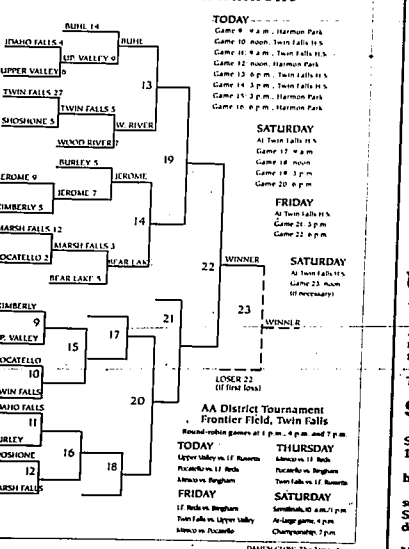 TODAY
Game 9: 9 a.m., Harmon Park
Game 10: noon, Twin Falls H.S.
Game 11: 9 a.m., Twin Falls H.S.
Game 12: noon, Harmon Park
Game 13: 6 p.m., Twin Falls H.S.
Game 14: 3 p.m., Twin Falls H.S.
Game 15: 3 p.m., Harmon Park
Game 16: 6 p.m., Harmon Park
SATURDAY
At Twin Falls H.S.
Game 17: 9 a.m.
Game 18: noon
Game 19: 3 p.m.
Game 20: 6 p.m.
FRIDAY
At Twin Falls H.S.
Game 21: 3 p.m.
Game 22: 6 p.m.
SATURDAY
At Twin Falls H.S.
Game 23: noon
(if necessary)
BUHL 14
BUHL
IDAHO FALLS 4
UP. VALLEY 9
UPPER VALLEY 6
13
TWIN FALLS 27
TWIN FALLS 5
SHOSHONE 5
W. RIVER
WOOD RIVER 7
19
BURLEY 5
JEROME
JEROME 9
JEROME 7
KIMBERLY 5
14
MARSH FALLS 12
MARSH FALLS 3
POCATELLO 2
BEAR LAKE
BEAR LAKE 5
22
WINNER
23
WINNER
KIMBERLY
9
UP. VALLEY
17
21
15
POCATELLO
10
TWIN FALLS
20
IDAHO FALLS
11
BURLEY
16
18
SHOSHONE
12
MARSH FALLS
LOSER 22
(if first loss)
AA District Tournament
Frontier Field, Twin Falls
Round-robin games at 1 p.m., 4 p.m. and 7 p.m.
TODAY
Upper Valley vs. I.F. Russets
Pocatello vs. I.F. Reds
Minico vs. Bingham
THURSDAY
Minico vs. I.F. Reds
Pocatello vs. Bingham
Twin Falls vs. I.F. Russets
FRIDAY
I.F. Reds vs. Bingham
Twin Falls vs. Upper Valley
Minico vs. Pocatello
SATURDAY
Semifinals, 10 a.m./1 p.m.
At-large game, 4 p.m.
Championship, 7 p.m.